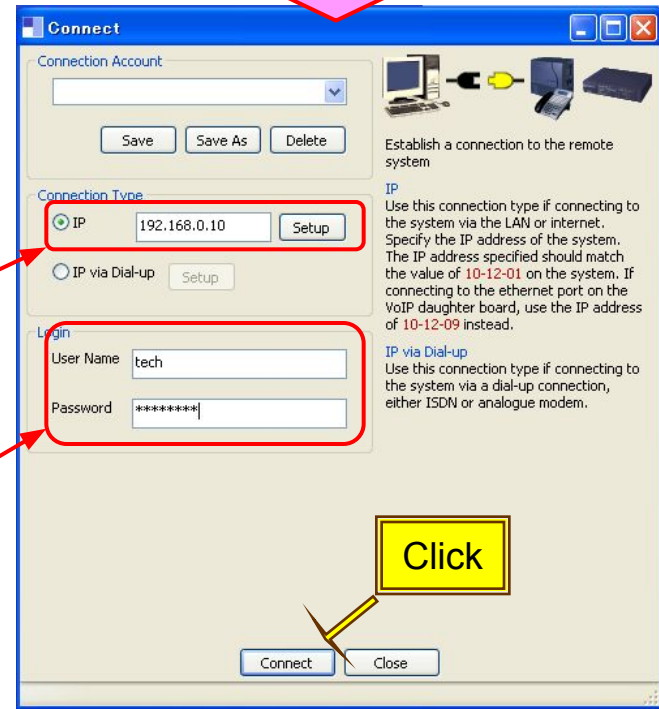 Connect
Connection Account
Save
Save As
Delete
Connection Type
IP
192.168.0.10
Setup
IP via Dial-up
Setup
Login
User Name
tech
Password
********
Establish a connection to the remote
system
IP
Use this connection type if connecting to
the system via the LAN or internet.
Specify the IP address of the system.
The IP address specified should match
the value of 10-12-01 on the system. If
connecting to the ethernet port on the
VoIP daughter board, use the IP address
of 10-12-09 instead.
IP via Dial-up
Use this connection type if connecting to
the system via a dial-up connection,
either ISDN or analogue modem.
Click
Connect
Close